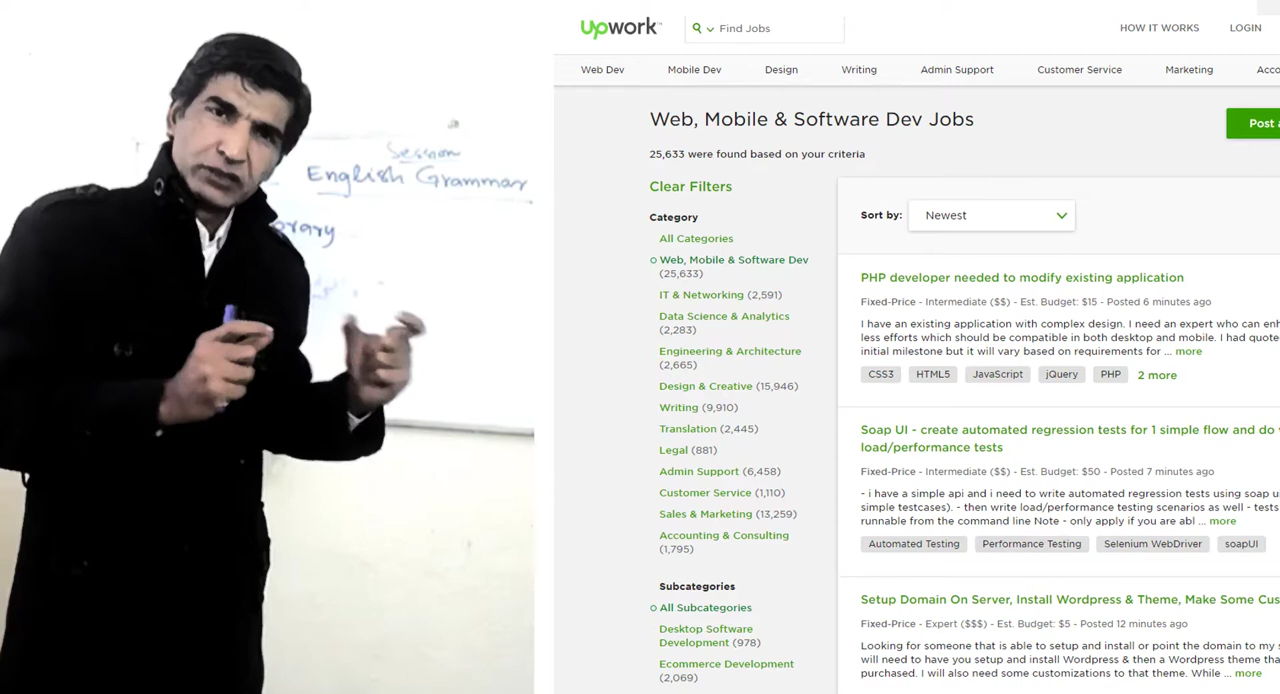 Session
English Grammar
upwork
Find Jobs
HOW IT WORKS
LOGIN
Web Dev
Mobile Dev
Design
Writing
Admin Support
Customer Service
Marketing
Web, Mobile & Software Dev Jobs
25,633 were found based on your criteria
Post
Clear Filters
Category
All Categories
Web, Mobile & Software Dev
(25,633)
IT & Networking (2,591)
Data Science & Analytics
(2,283)
Engineering & Architecture
(2,665)
Design & Creative (15,946)
Writing (9,910)
Translation (2,445)
Legal (881)
Admin Support (6,458)
Customer Service (1,110)
Sales & Marketing (13,259)
Accounting & Consulting
(1,795)
Subcategories
All Subcategories
Desktop Software
Development (978)
Ecommerce Development
(2,069)
Sort by: Newest
PHP developer needed to modify existing application
Fixed-Price - Intermediate ($$) - Est. Budget: $15 - Posted 6 minutes ago
I have an existing application with complex design. I need an expert who can
less efforts which should be compatible in both desktop and mobile. I had quote
initial milestone but it will vary based on requirements for ... more
CSS3 HTML5 JavaScript jQuery PHP 2 more
Soap UI - create automated regression tests for 1 simple flow and do
load/performance tests
Fixed-Price - Intermediate ($$) - Est. Budget: $50 - Posted 7 minutes ago
- i have a simple api and i need to write automated regression tests using soap
simple testcases). - then write load/performance testing scenarios as well - tests
runnable from the command line Note - only apply if you are abl ... more
Automated Testing Performance Testing Selenium WebDriver soapUI
Setup Domain On Server, Install Wordpress & Theme, Make Some
Fixed-Price - Expert ($$$) - Est. Budget: $5 - Posted 12 minutes ago
Looking for someone that is able to setup and install or point the domain to my
will need to have you setup and install Wordpress & then a Wordpress theme
purchased. I will also need some customizations to that theme. While ... more